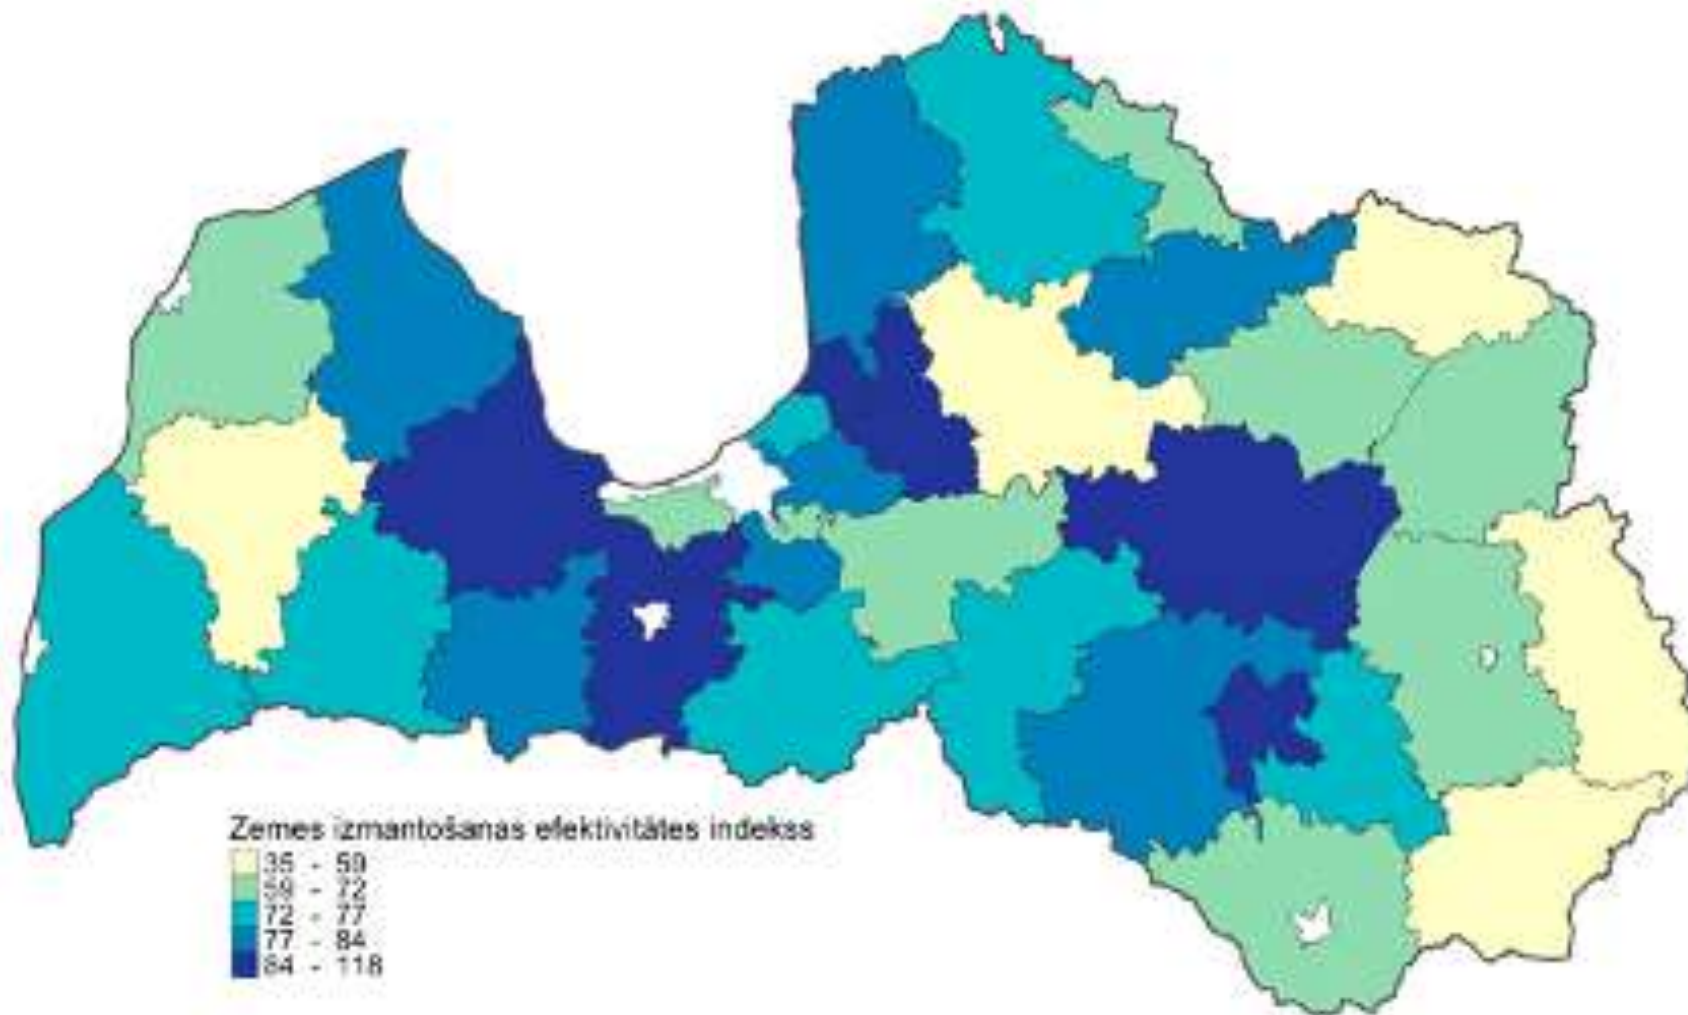 Zemes izmantošanas efektivitātes indekss
35 - 59
59 - 72
72 - 77
77 - 84
84 - 118